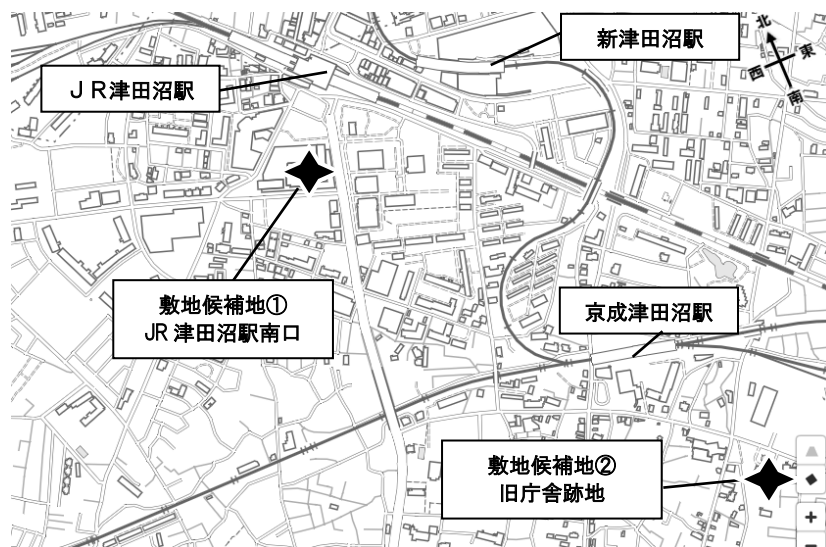 新津田沼駅
北
東
西
南
ＪＲ津田沼駅
敷地候補地①
JR 津田沼駅南口
京成津田沼駅
敷地候補地②
旧庁舎跡地
+